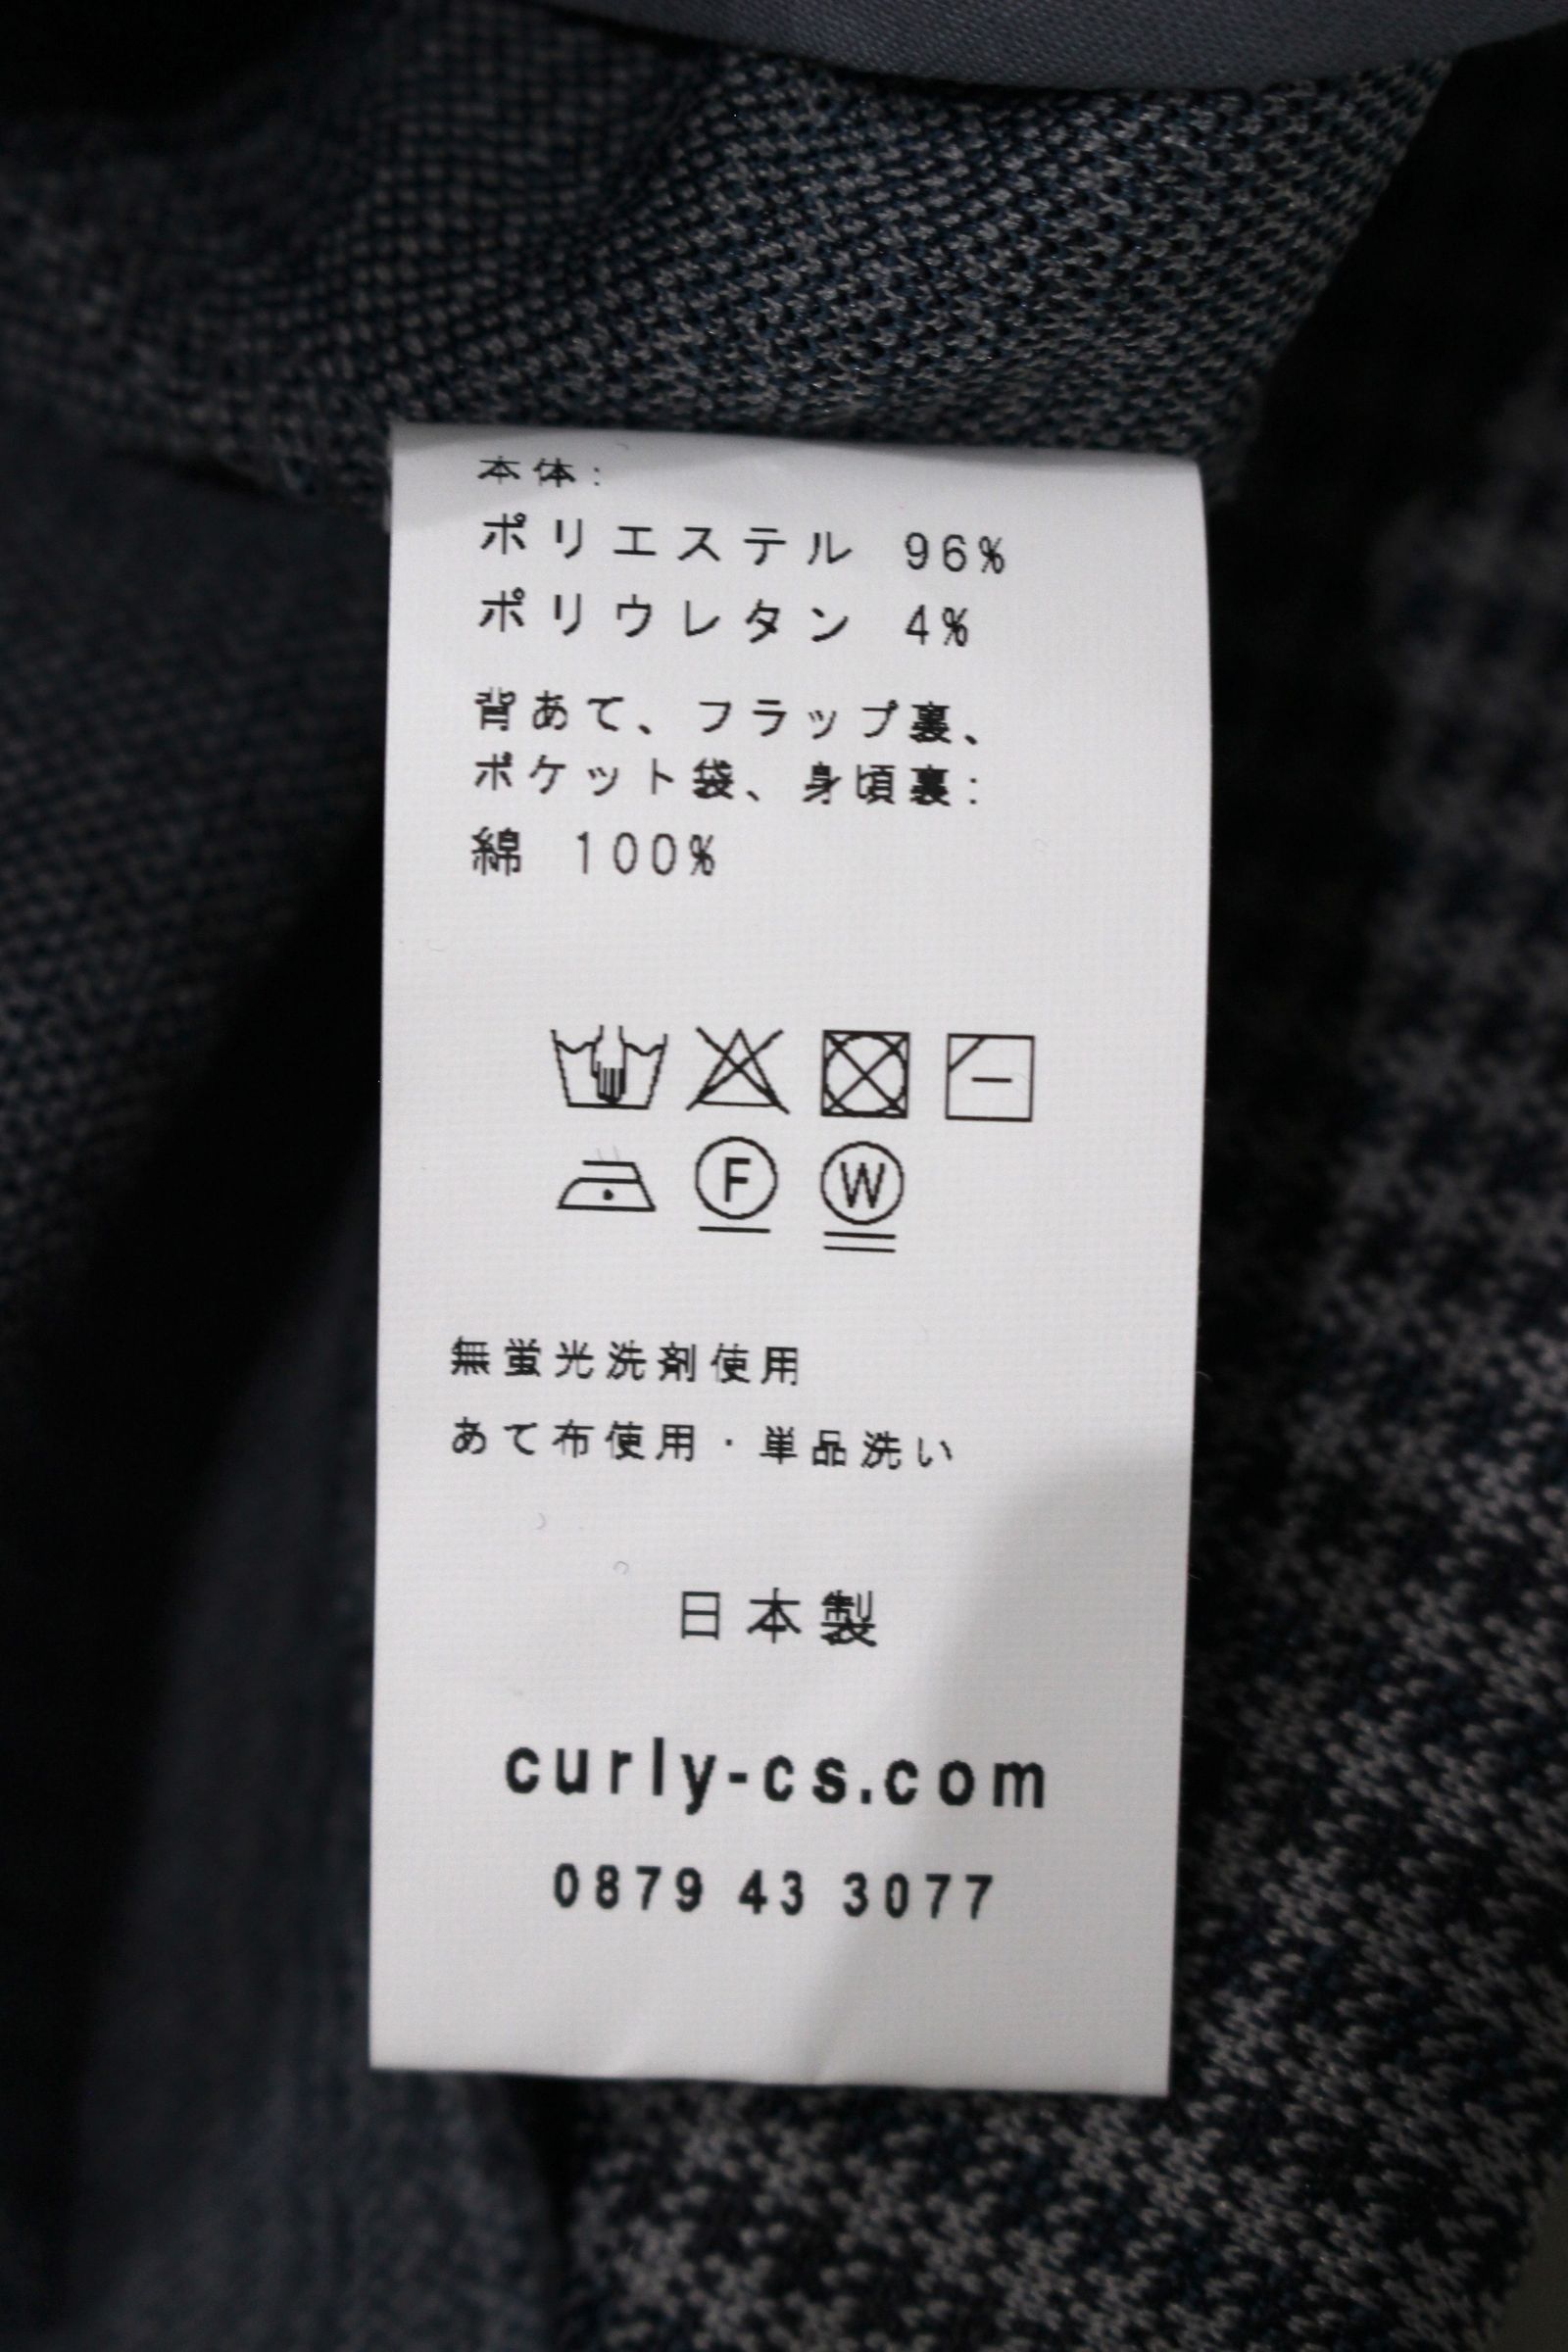 本体:
ポリエステル 96%
ポリウレタン 4%
背あて、フラップ裏、
ポケット袋、身頃裏:
綿 100%
F W
無蛍光洗剤使用
あて布使用・単品洗い
日本製
curly-cs.com
0879 43 3077